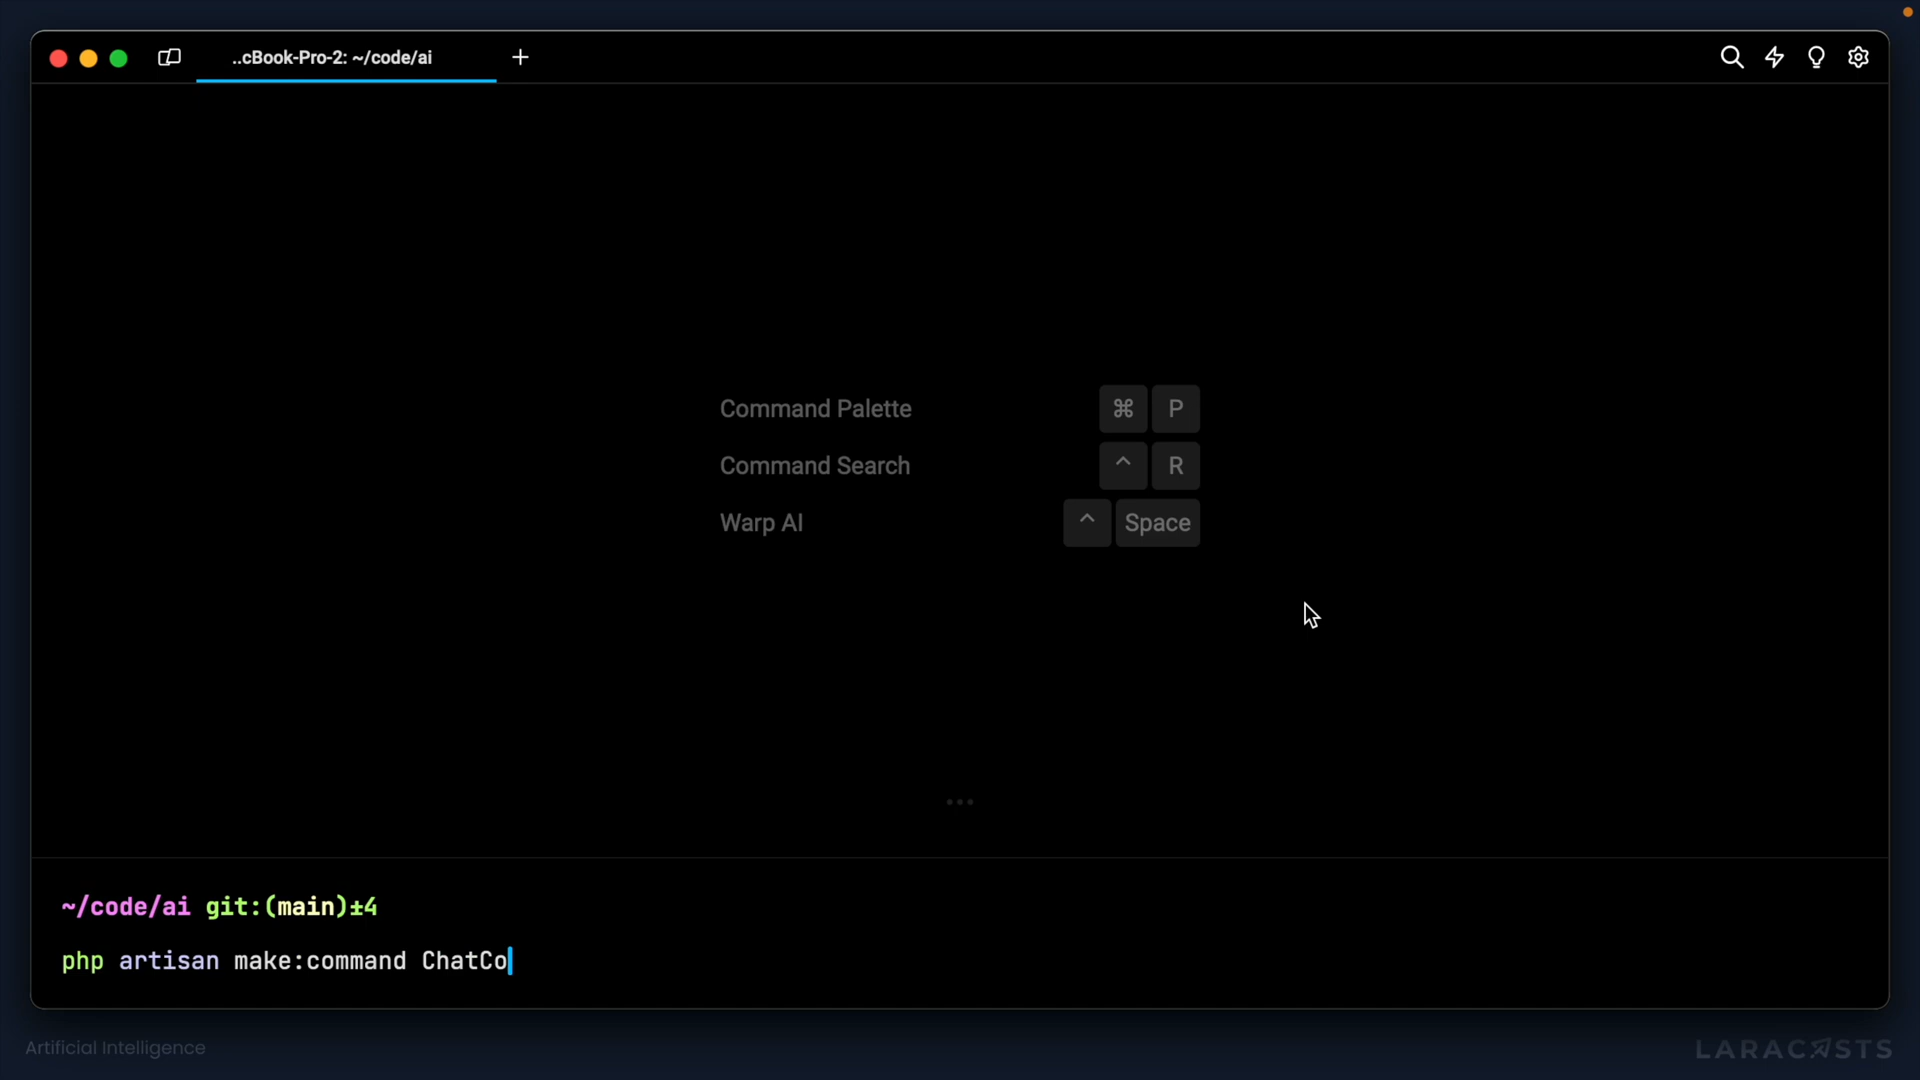 ..cBook-Pro-2: ~/code/ai
Command Palette ⌘ P
Command Search ^ R
Warp AI ^ Space
~/code/ai git:(main)±4
php artisan make:command ChatCo
Artificial Intelligence
LARACASTS